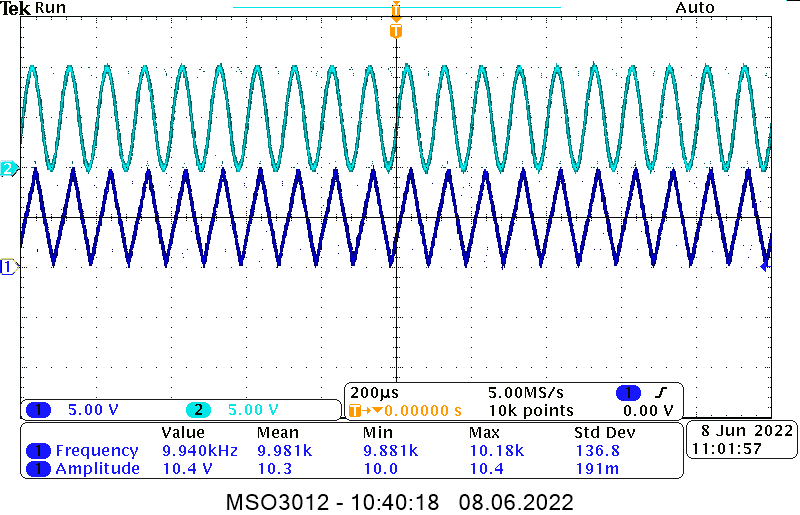 Tek Run Auto
T
T
2
1
1 5.00 V 2 5.00 V
200µs 5.00MS/s 1
T→▼0.00000 s 10k points 0.00 V
Value Mean Min Max Std Dev
1 Frequency 9.940kHz 9.981k 9.881k 10.18k 136.8
1 Amplitude 10.4 V 10.3 10.0 10.4 191m
8 Jun 2022
11:01:57
MSO3012 - 10:40:18 08.06.2022